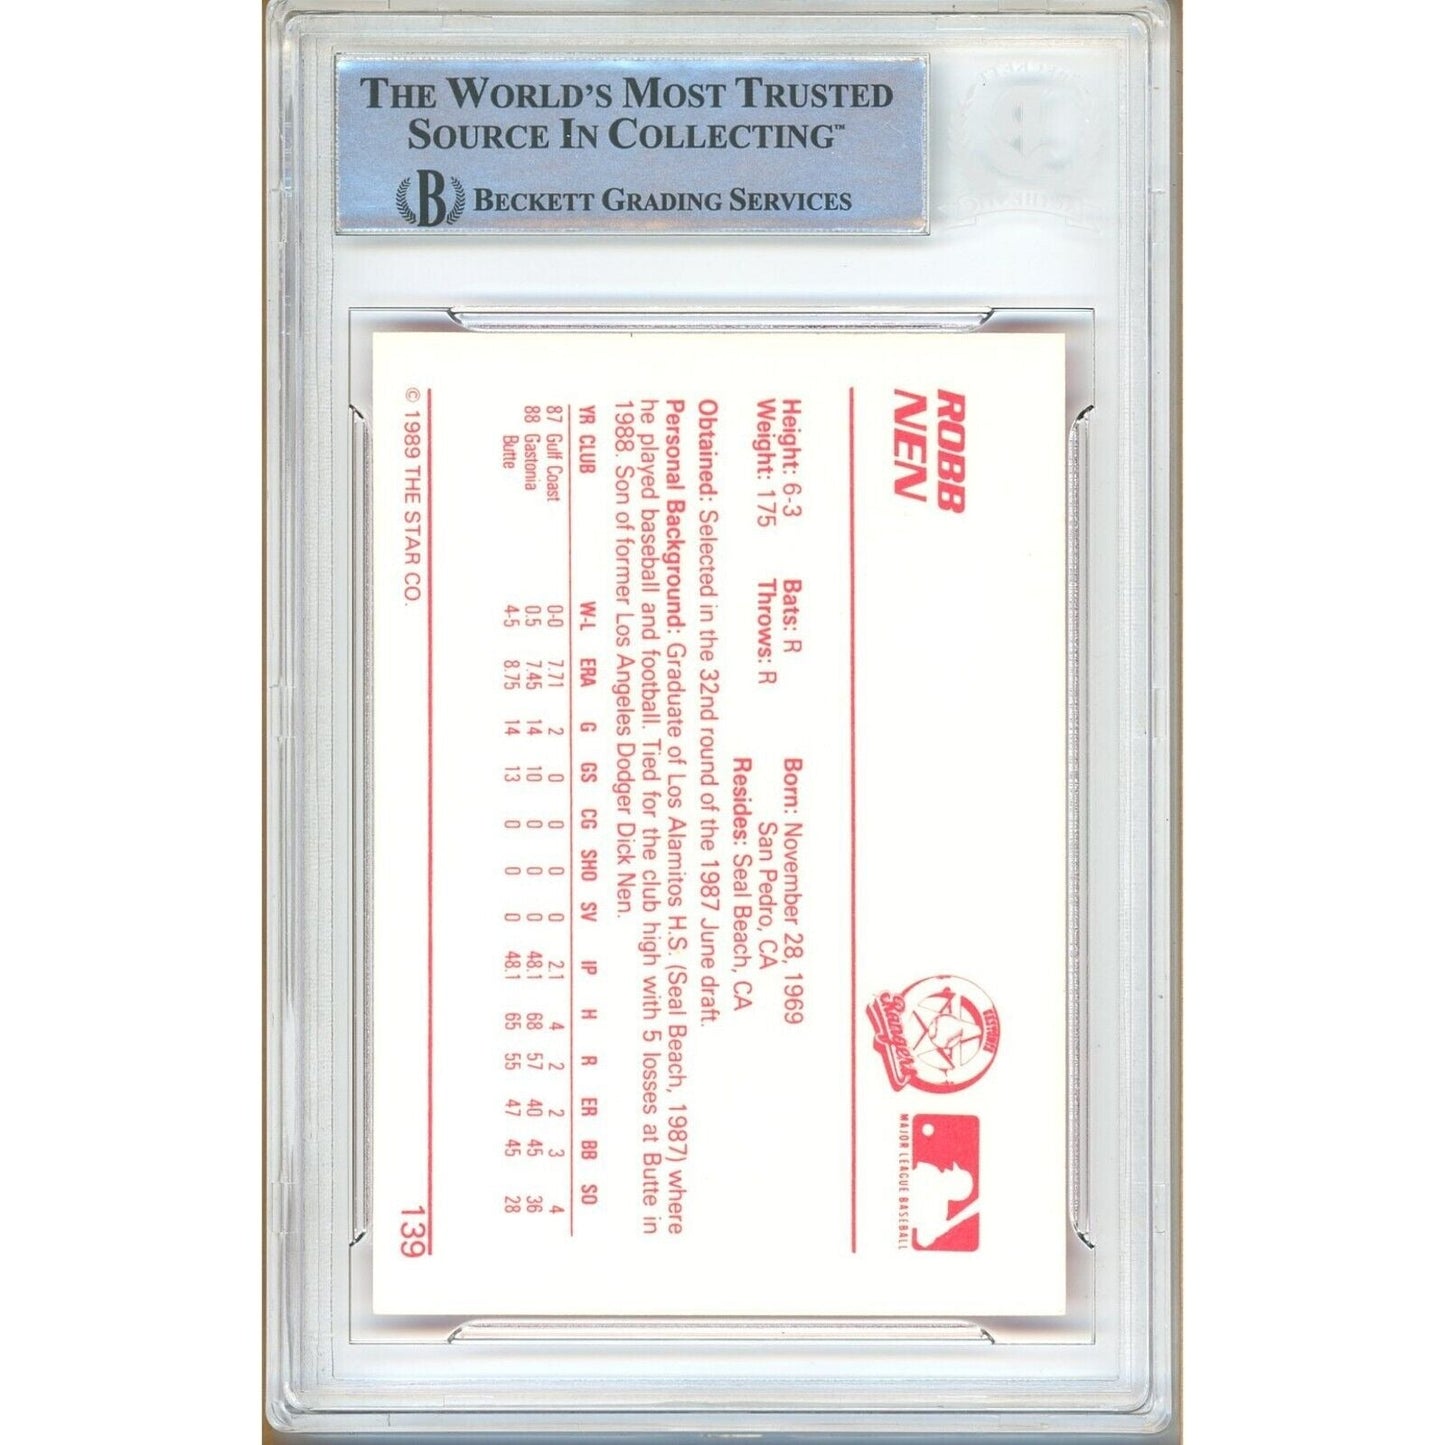 THE WORLD'S MOST TRUSTED
SOURCE IN COLLECTING™
B BECKETT GRADING SERVICES
ROBB
NEN
Rangers
MAJOR LEAGUE BASEBALL
Height: 6-3 Bats: R Born: November 28, 1969
Weight: 175 Throws: R San Pedro, CA
Resides: Seal Beach, CA
Obtained: Selected in the 32nd round of the 1987 June draft.
Personal Background: Graduate of Los Alamitos H.S. (Seal Beach, 1987) where
he played baseball and football. Tied for the club high with 5 losses at Butte in
1988. Son of former Los Angeles Dodger Dick Nen.
YR CLUB W-L ERA G GS CG SHO SV IP H R ER BB SO
87 Gulf Coast 0-0 7.71 2 0 0 0 0 2.1 4 2 2 3 4
88 Gastonia 0.5 7.45 14 10 0 0 0 48.1 68 57 40 45 36
Butte 4-5 8.75 14 13 0 0 0 48.1 65 55 47 45 28
© 1989 THE STAR CO. 139